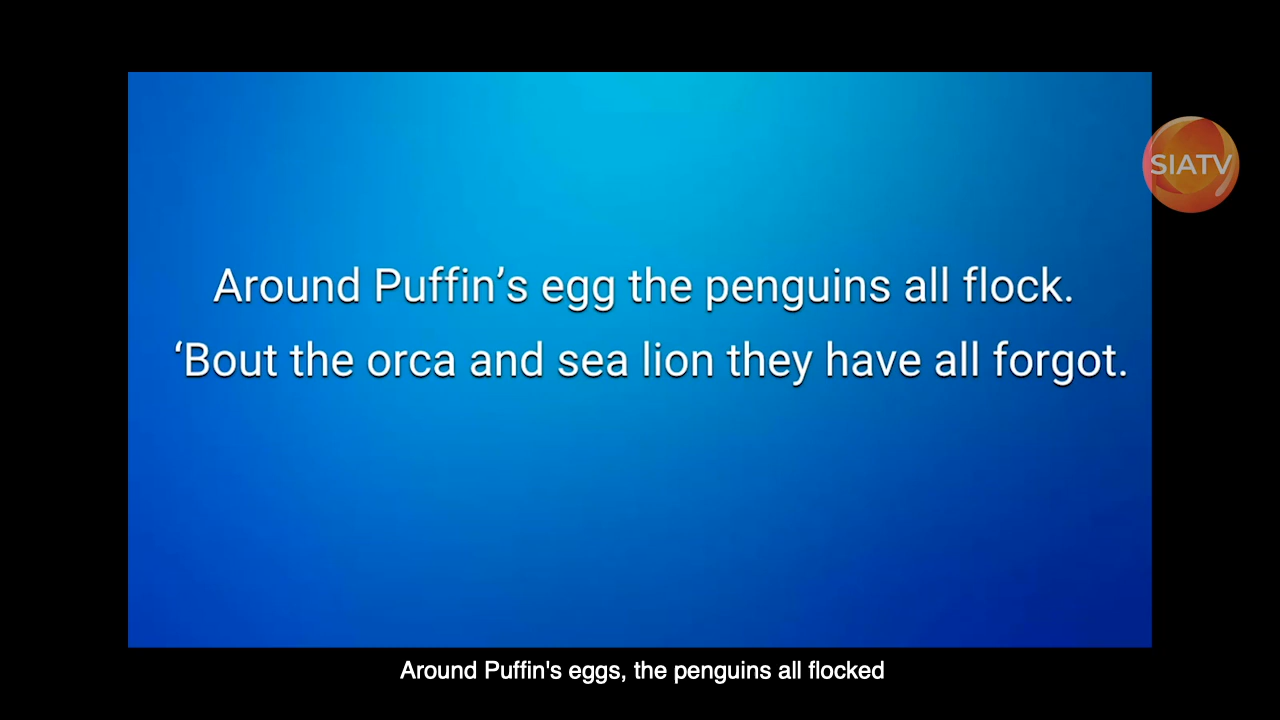 SIATV
Around Puffin’s egg the penguins all flock.
‘Bout the orca and sea lion they have all forgot.
Around Puffin's eggs, the penguins all flocked